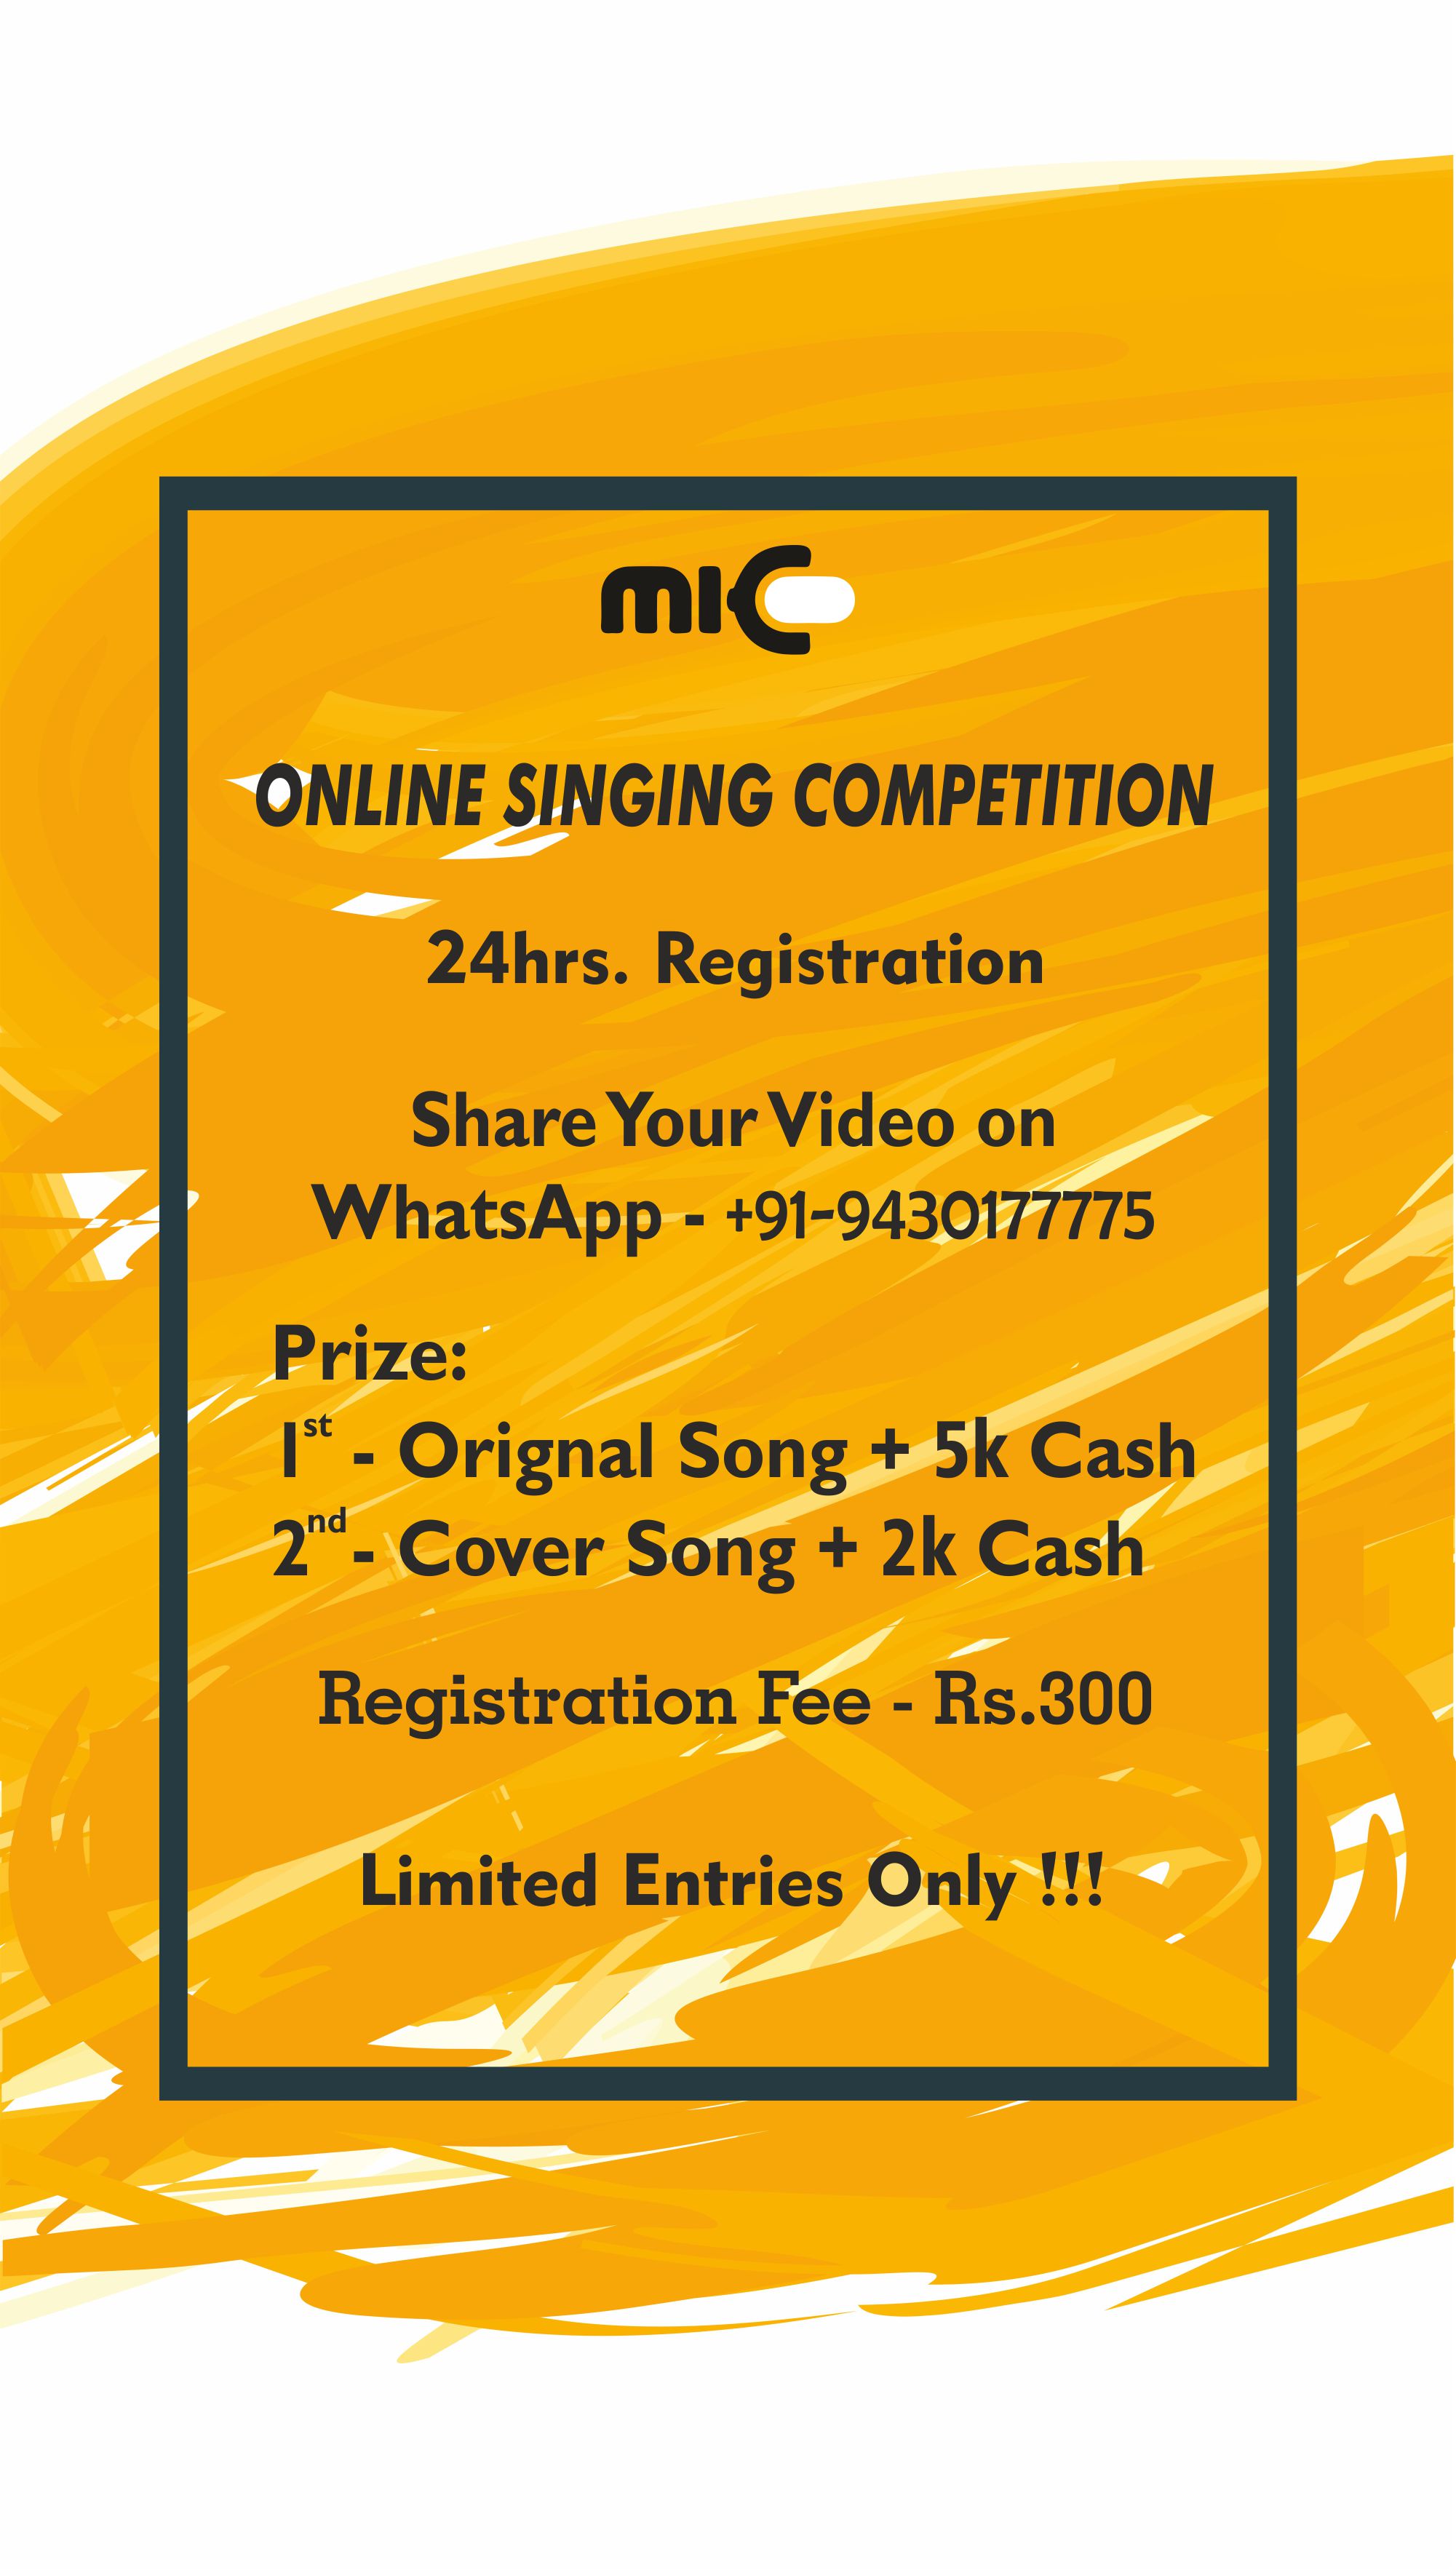 mic
ONLINE SINGING COMPETITION
24hrs. Registration
Share Your Video on
WhatsApp - +91-9430177775
Prize:
1st - Orignal Song + 5k Cash
2nd - Cover Song + 2k Cash
Registration Fee - Rs.300
Limited Entries Only !!!